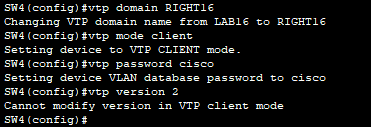 SW4(config)#vtp domain RIGHT16
Changing VTP domain name from LAB16 to RIGHT16
SW4(config)#vtp mode client
Setting device to VTP CLIENT mode.
SW4(config)#vtp password cisco
Setting device VLAN database password to cisco
SW4(config)#vtp version 2
Cannot modify version in VTP client mode
SW4(config)#